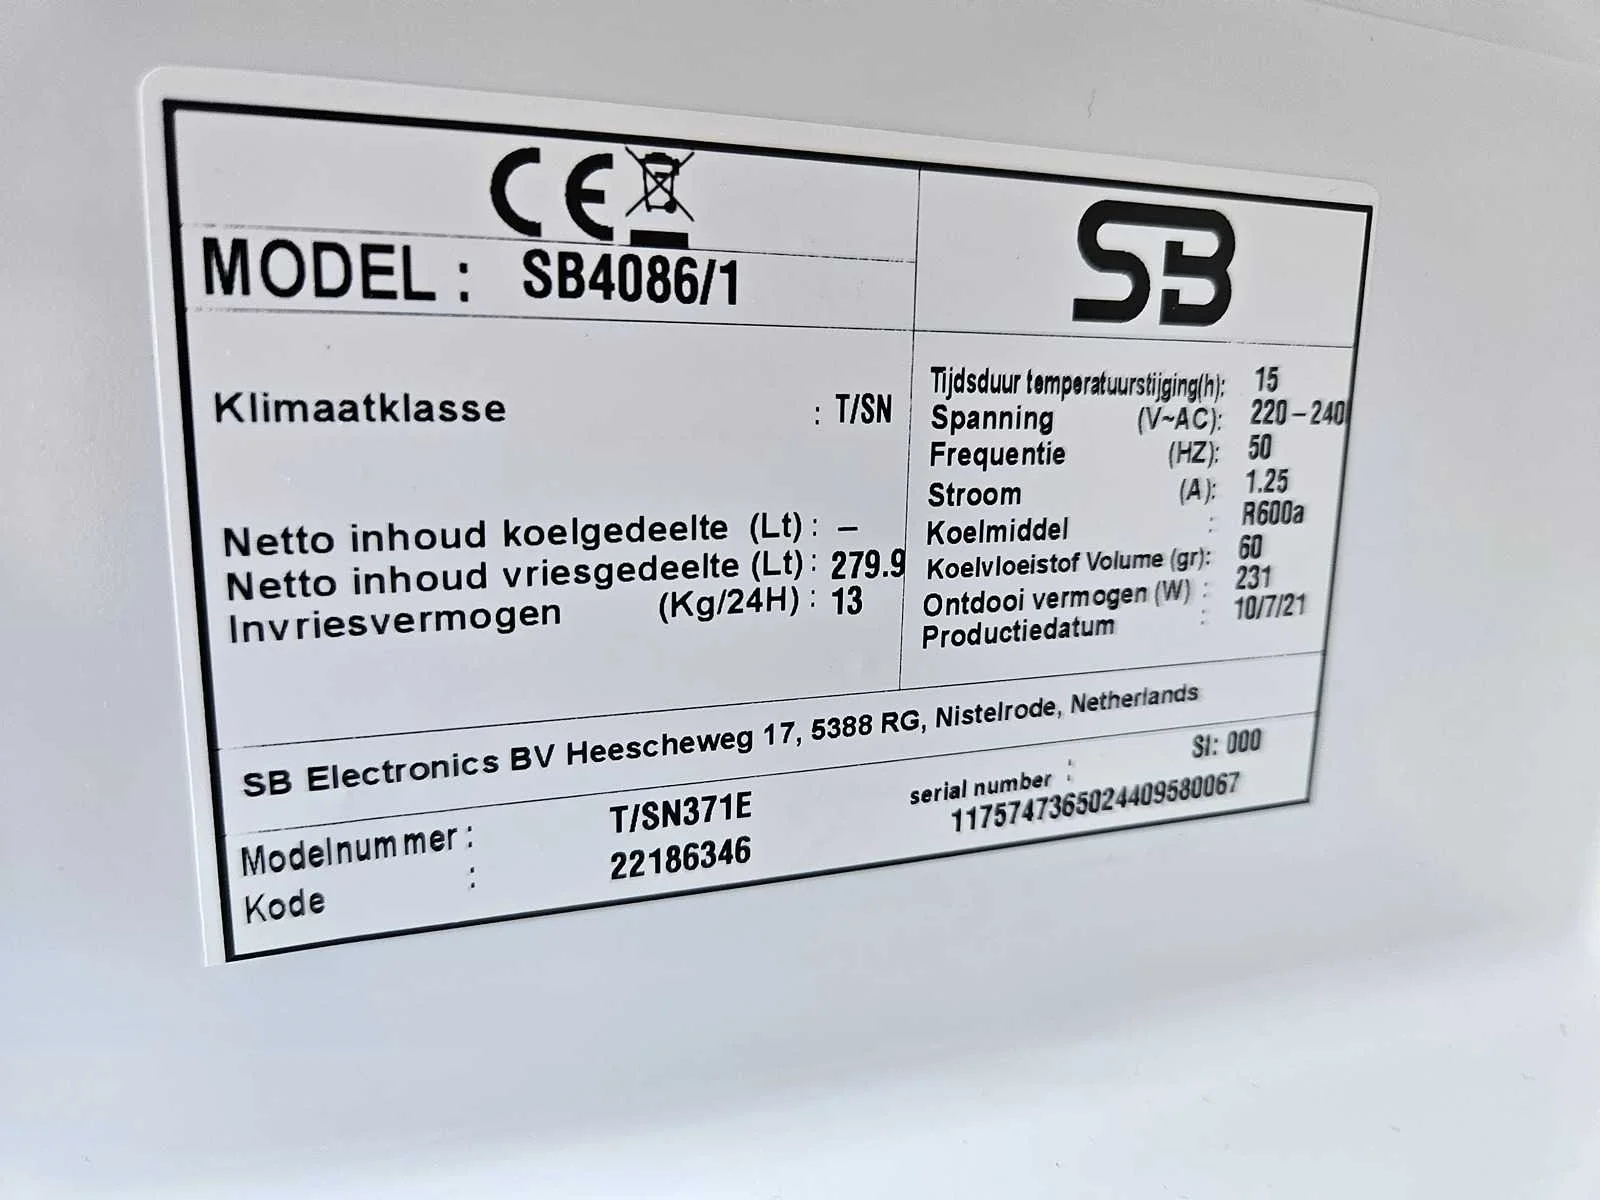 CE
MODEL : SB4086/1
SB
Klimaatklasse : T/SN
Netto inhoud koelgedeelte (Lt) : –
Netto inhoud vriesgedeelte (Lt) : 279.9
Invriesvermogen (Kg/24H) : 13
Tijdsduur temperatuurstijging(h): 15
Spanning (V~AC): 220–240
Frequentie (HZ): 50
Stroom (A): 1.25
Koelmiddel : R600a
Koelvloeistof Volume (gr): 60
Ontdooi vermogen (W) : 231
Productiedatum : 10/7/21
SB Electronics BV Heescheweg 17, 5388 RG, Nistelrode, Netherlands
Modelnummer : T/SN371E
Kode : 22186346
SI: 000
serial number :
1175747365024409580067